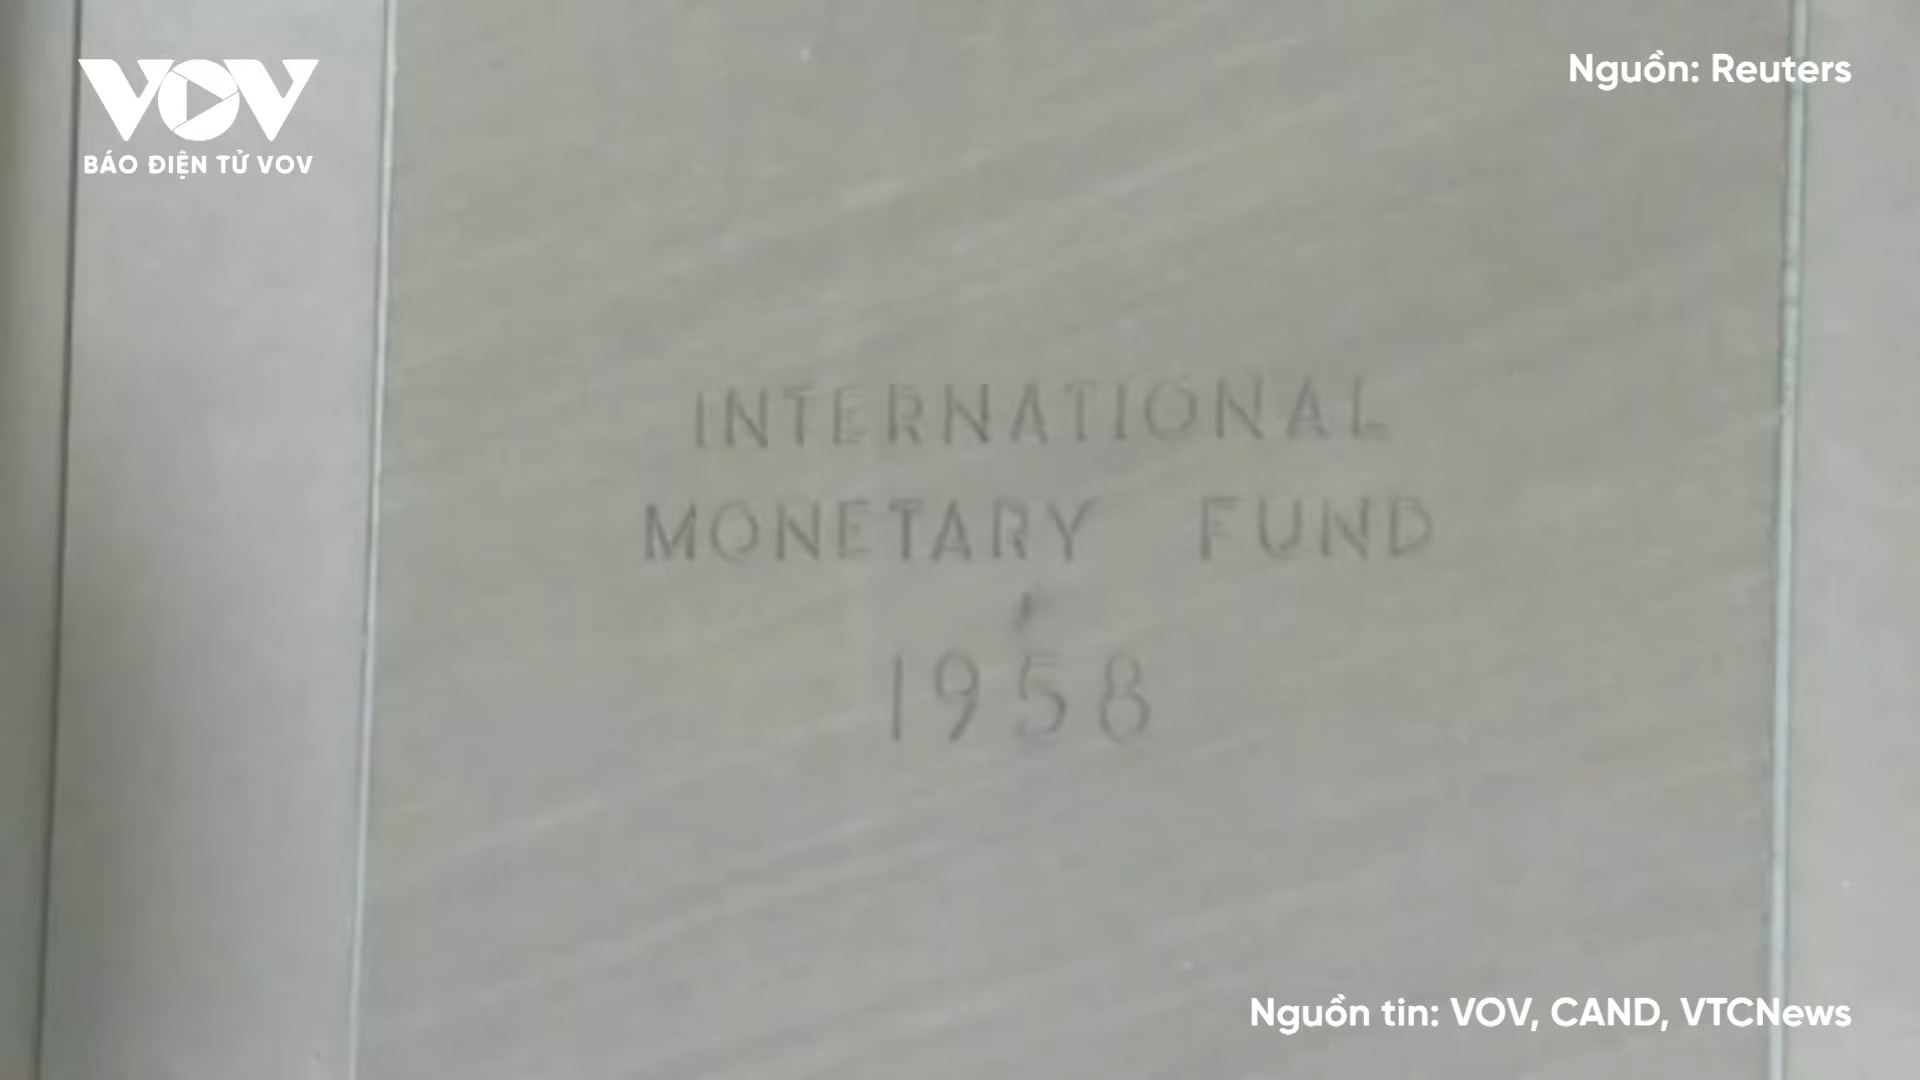 VOV
BÁO ĐIỆN TỬ VOV
Nguồn: Reuters
INTERNATIONAL
MONETARY FUND
1958
Nguồn tin: VOV, CAND, VTCNews